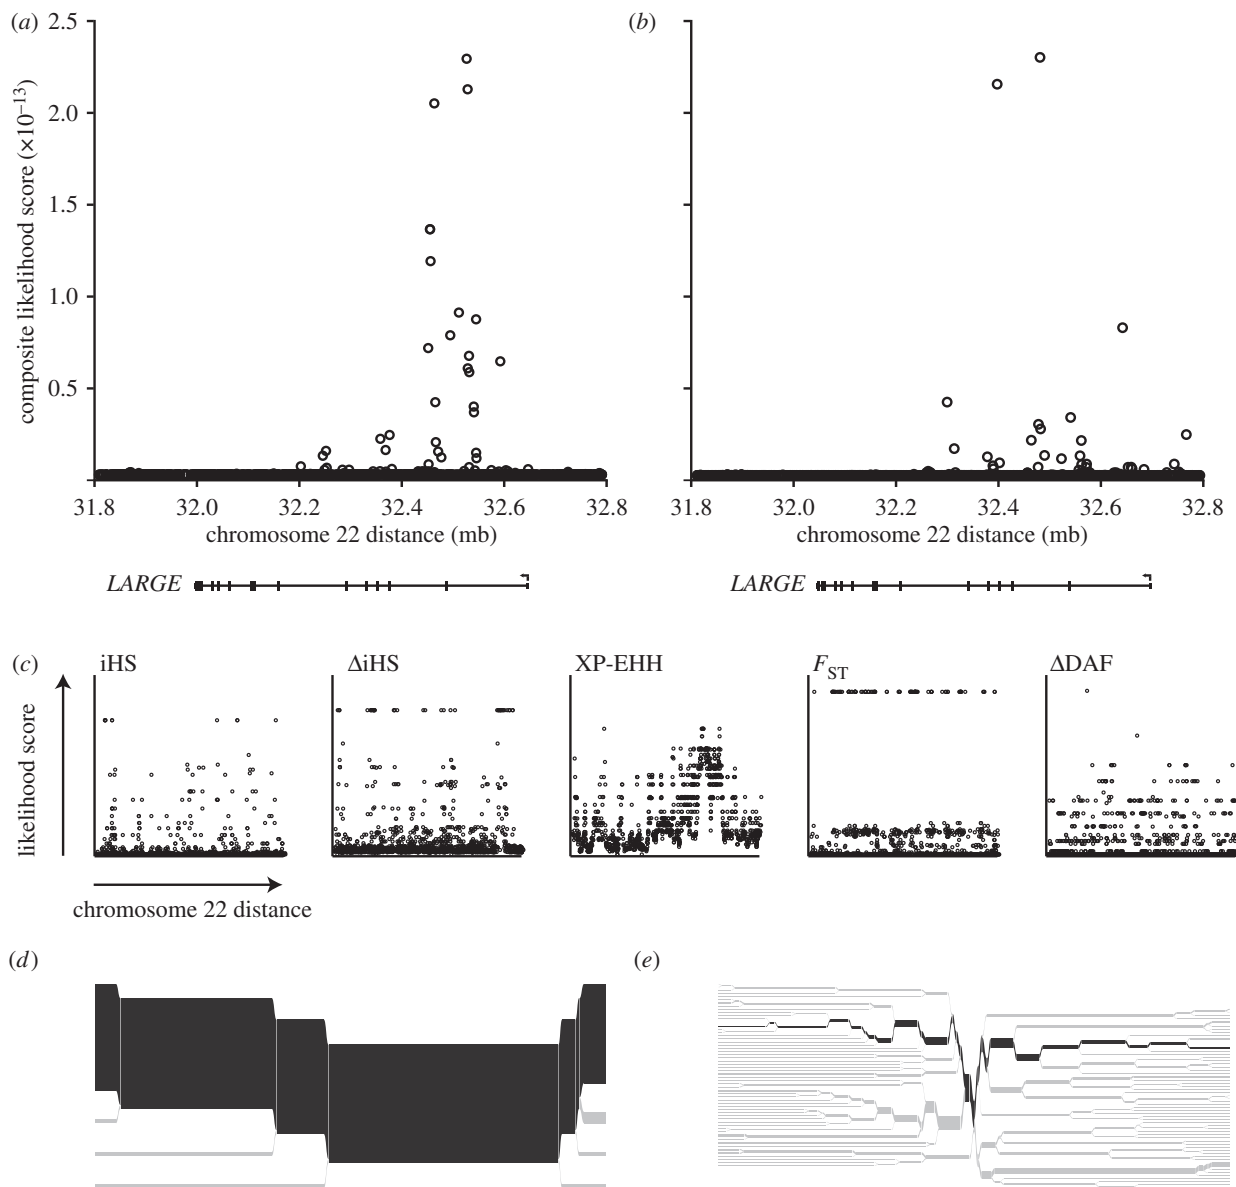 (a)
(b)
2.5
2.0
1.5
1.0
0.5
composite likelihood score (×10⁻¹³)
31.8 32.0 32.2 32.4 32.6 32.8
31.8 32.0 32.2 32.4 32.6 32.8
chromosome 22 distance (mb)
chromosome 22 distance (mb)
LARGE
LARGE
(c)
iHS
ΔiHS
XP-EHH
F_ST
ΔDAF
likelihood score
chromosome 22 distance
(d)
(e)